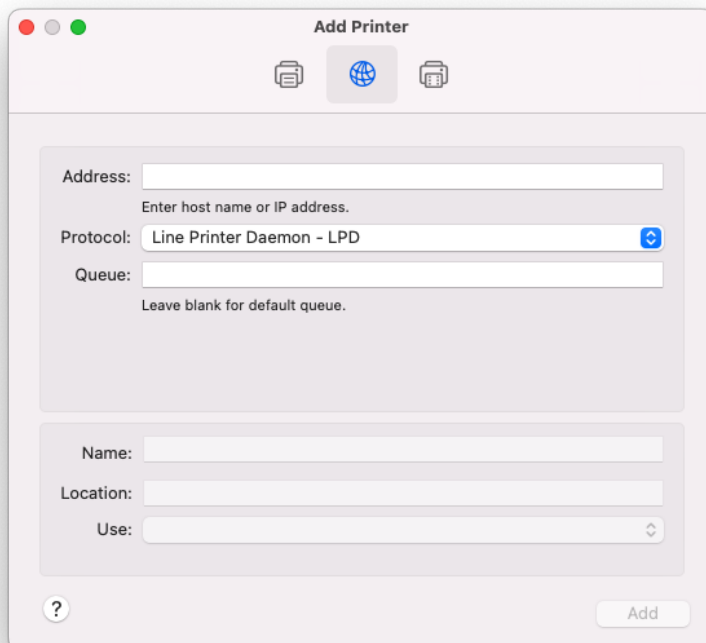 Add Printer
Address:
Enter host name or IP address.
Protocol: Line Printer Daemon - LPD
Queue:
Leave blank for default queue.
Name:
Location:
Use:
?
Add